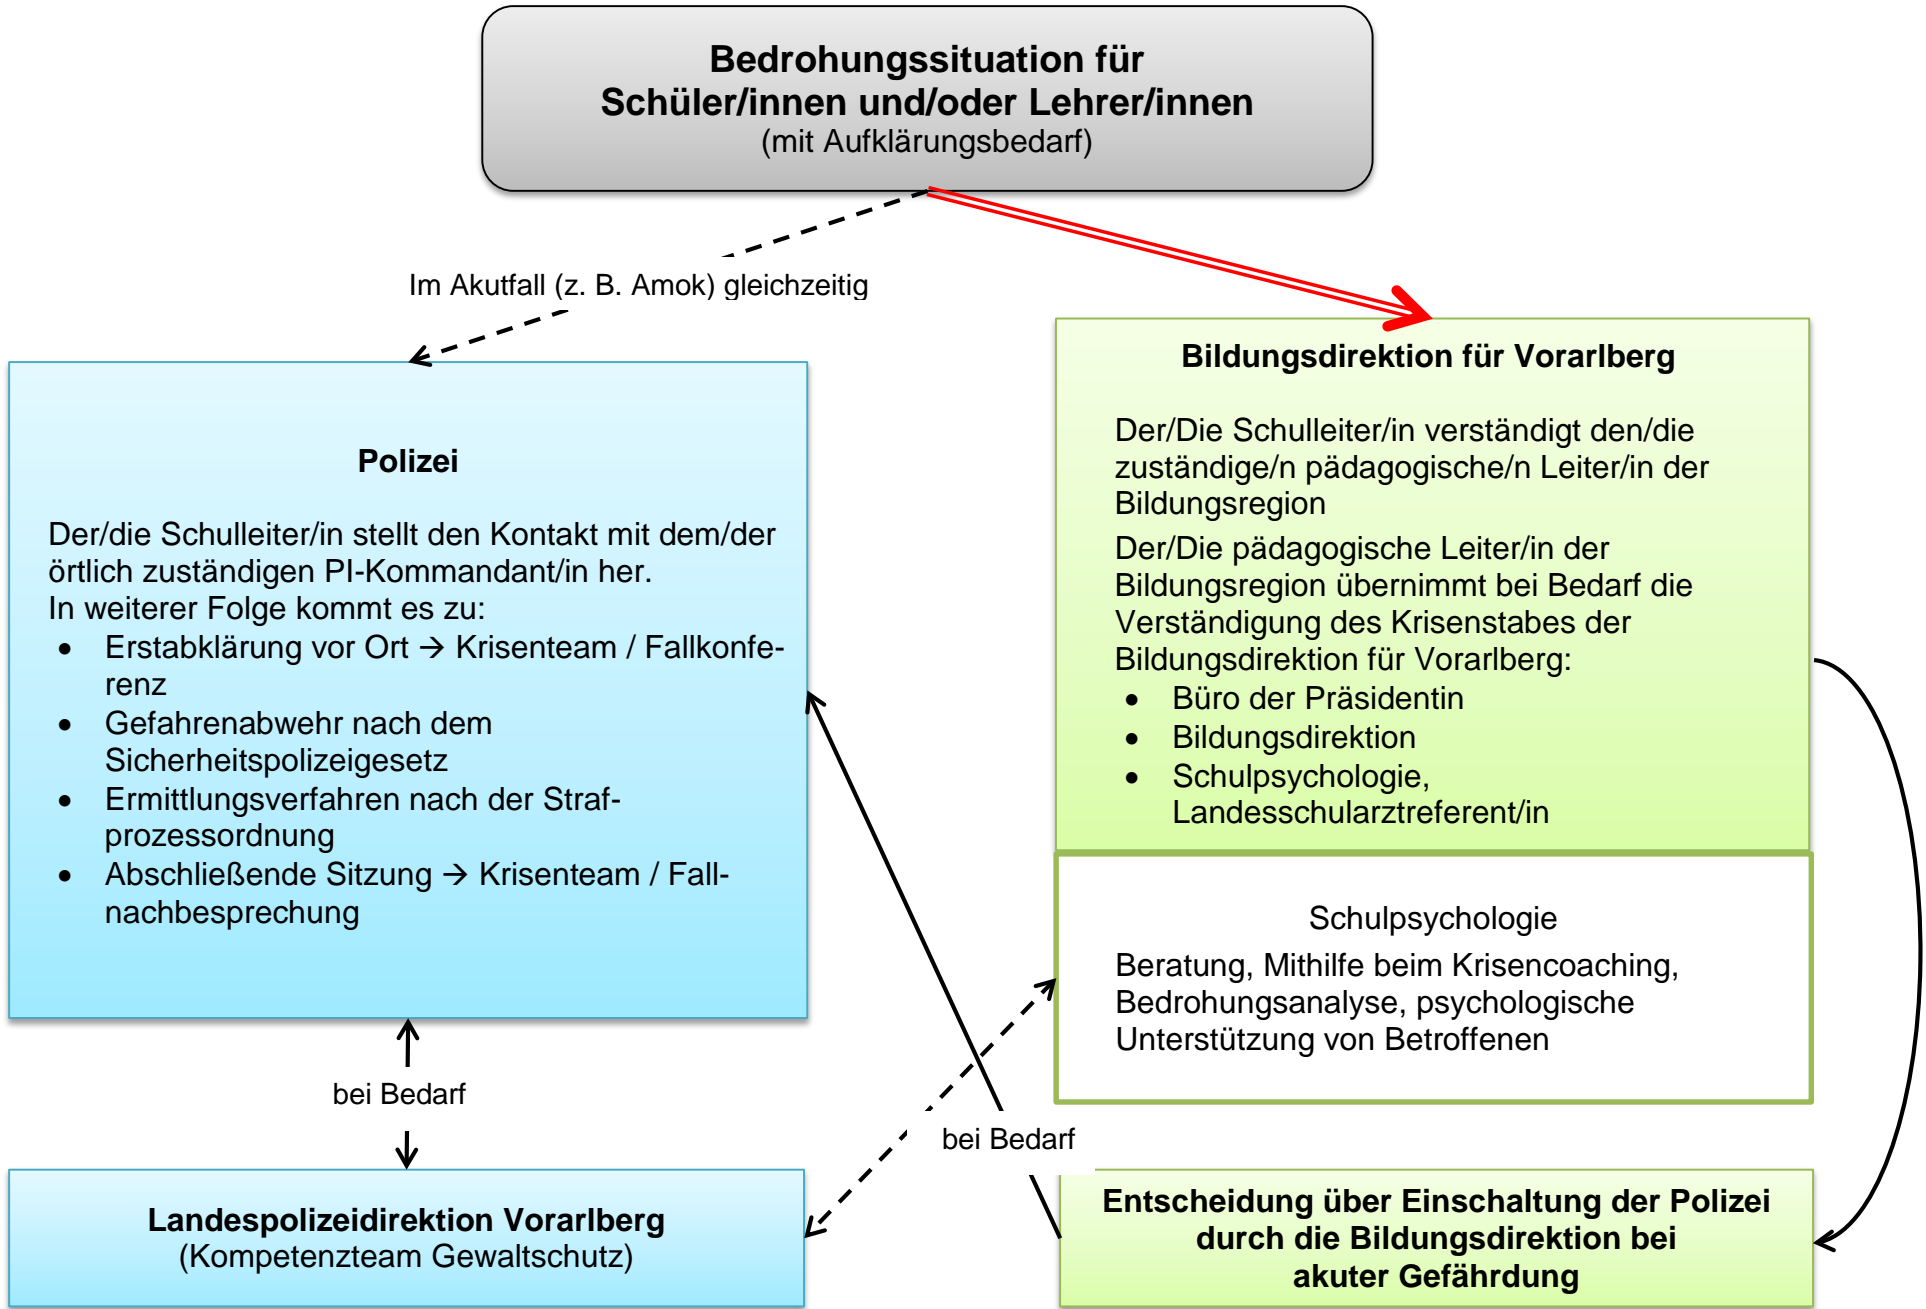 Bedrohungssituation für
Schüler/innen und/oder Lehrer/innen
(mit Aufklärungsbedarf)
Im Akutfall (z. B. Amok) gleichzeitig
Polizei
Der/die Schulleiter/in stellt den Kontakt mit dem/der
örtlich zuständigen PI-Kommandant/in her.
In weiterer Folge kommt es zu:
• Erstabklärung vor Ort → Krisenteam / Fallkonfe-
renz
• Gefahrenabwehr nach dem
Sicherheitspolizeigesetz
• Ermittlungsverfahren nach der Straf-
prozessordnung
• Abschließende Sitzung → Krisenteam / Fall-
nachbesprechung
bei Bedarf
Landespolizeidirektion Vorarlberg
(Kompetenzteam Gewaltschutz)
Bildungsdirektion für Vorarlberg
Der/Die Schulleiter/in verständigt den/die
zuständige/n pädagogische/n Leiter/in der
Bildungsregion
Der/Die pädagogische Leiter/in der
Bildungsregion übernimmt bei Bedarf die
Verständigung des Krisenstabes der
Bildungsdirektion für Vorarlberg:
• Büro der Präsidentin
• Bildungsdirektion
• Schulpsychologie,
Landesschularztreferent/in
Schulpsychologie
Beratung, Mithilfe beim Krisencoaching,
Bedrohungsanalyse, psychologische
Unterstützung von Betroffenen
bei Bedarf
Entscheidung über Einschaltung der Polizei
durch die Bildungsdirektion bei
akuter Gefährdung